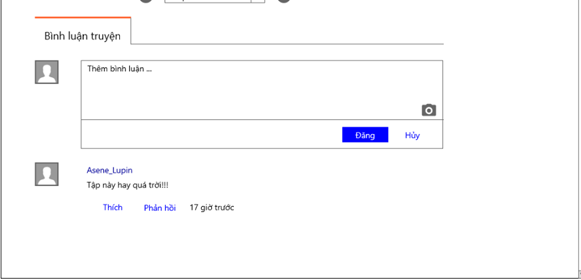 Bình luận truyện
Thêm bình luận ...
Đăng
Hủy
Asene_Lupin
Tập này hay quá trời!!!
Thích
Phản hồi
17 giờ trước